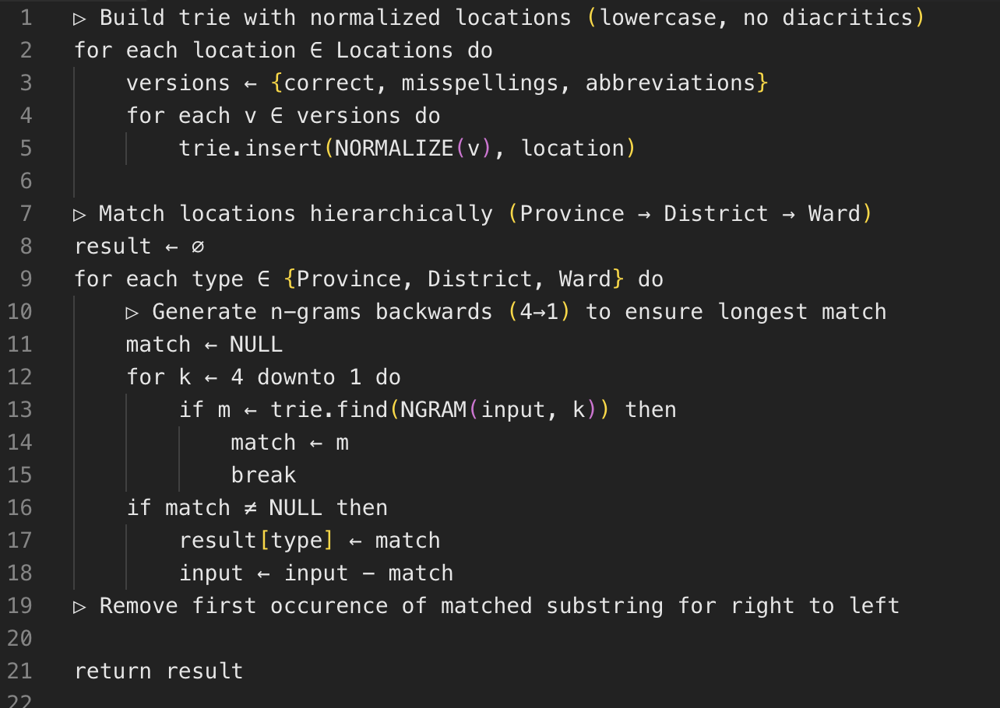 1 ▷ Build trie with normalized locations (lowercase, no diacritics)
2 for each location ∈ Locations do
3 versions ← {correct, misspellings, abbreviations}
4 for each v ∈ versions do
5 trie.insert(NORMALIZE(v), location)
6
7 ▷ Match locations hierarchically (Province → District → Ward)
8 result ← ∅
9 for each type ∈ {Province, District, Ward} do
10 ▷ Generate n-grams backwards (4→1) to ensure longest match
11 match ← NULL
12 for k ← 4 downto 1 do
13 if m ← trie.find(NGRAM(input, k)) then
14 match ← m
15 break
16 if match ≠ NULL then
17 result[type] ← match
18 input ← input − match
19 ▷ Remove first occurence of matched substring for right to left
20
21 return result
22